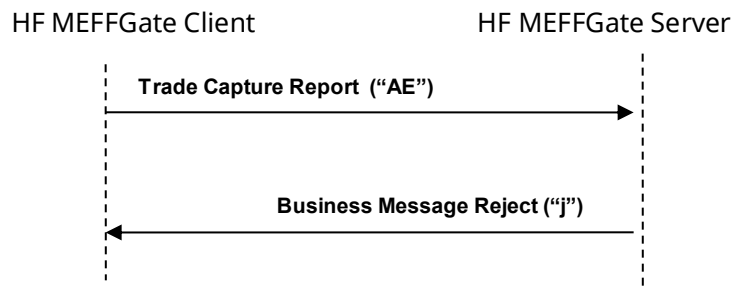 HF MEFFGate Client
HF MEFFGate Server
Trade Capture Report (“AE”)
Business Message Reject (“j”)